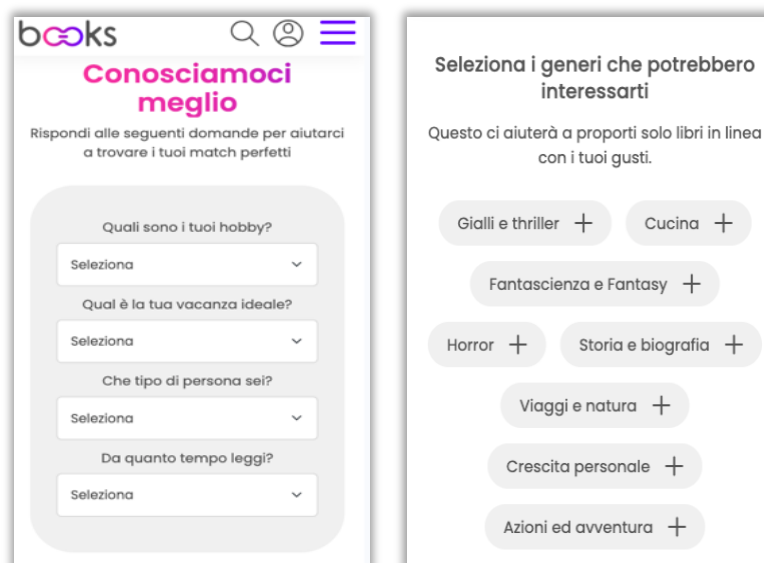 books
Conosciamoci
meglio
Rispondi alle seguenti domande per aiutarci
a trovare i tuoi match perfetti
Quali sono i tuoi hobby?
Seleziona
Qual è la tua vacanza ideale?
Seleziona
Che tipo di persona sei?
Seleziona
Da quanto tempo leggi?
Seleziona
Seleziona i generi che potrebbero
interessarti
Questo ci aiuterà a proporti solo libri in linea
con i tuoi gusti.
Gialli e thriller + Cucina +
Fantascienza e Fantasy +
Horror + Storia e biografia +
Viaggi e natura +
Crescita personale +
Azioni ed avventura +